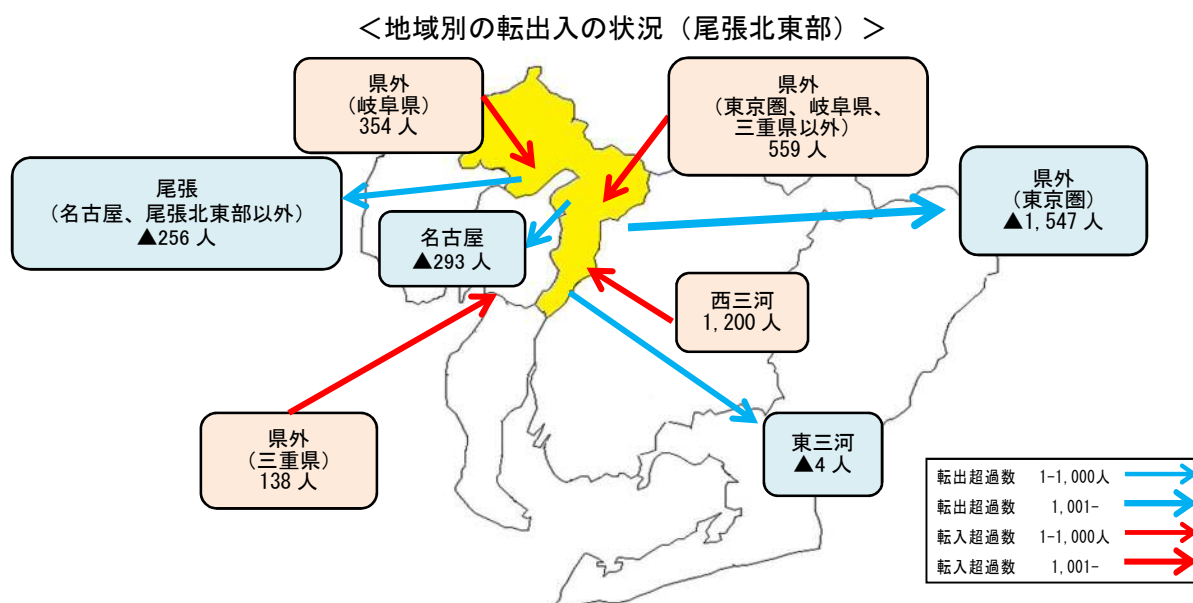 ＜地域別の転出入の状況（尾張北東部）＞
県外
（岐阜県）
354 人
県外
（東京圏、岐阜県、
三重県以外）
559 人
尾張
（名古屋、尾張北東部以外）
▲256 人
名古屋
▲293 人
県外
（東京圏）
▲1,547 人
西三河
1,200 人
県外
（三重県）
138 人
東三河
▲4 人
転出超過数 1-1,000人
転出超過数 1,001-
転入超過数 1-1,000人
転入超過数 1,001-